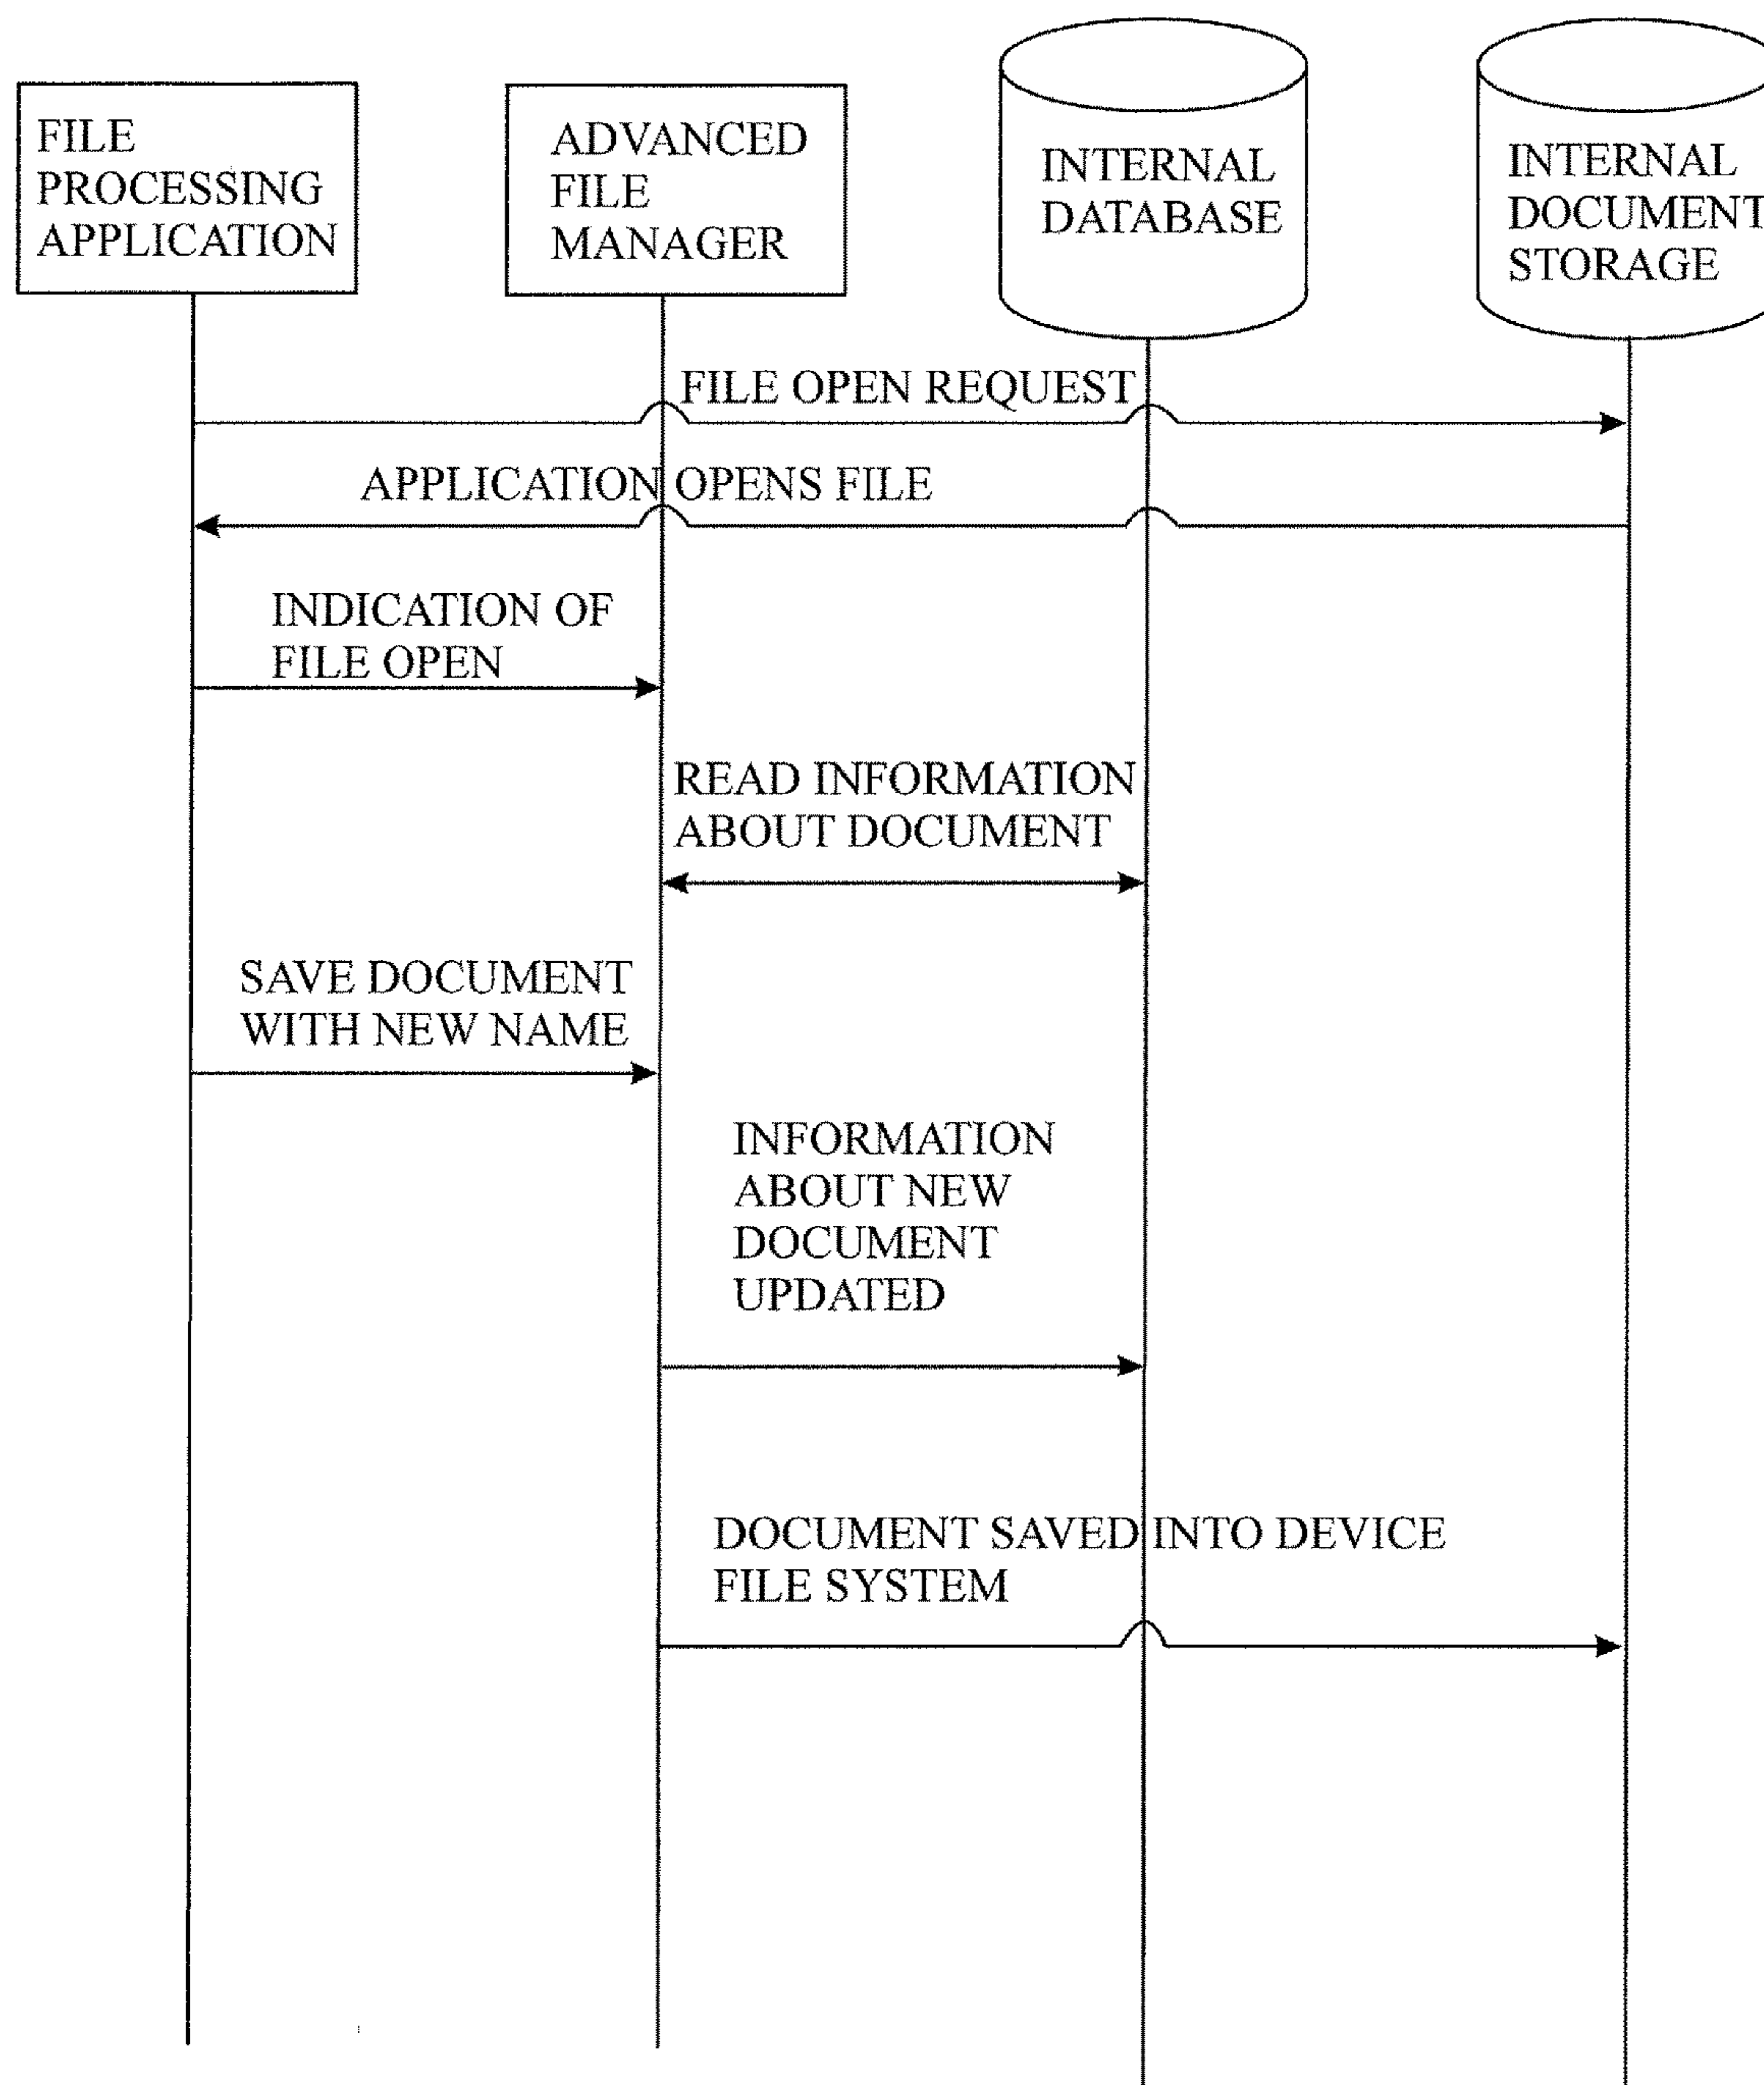 FILE
PROCESSING
APPLICATION
ADVANCED
FILE
MANAGER
INTERNAL
DATABASE
INTERNAL
DOCUMENT
STORAGE
FILE OPEN REQUEST
APPLICATION OPENS FILE
INDICATION OF
FILE OPEN
READ INFORMATION
ABOUT DOCUMENT
SAVE DOCUMENT
WITH NEW NAME
INFORMATION
ABOUT NEW
DOCUMENT
UPDATED
DOCUMENT SAVED INTO DEVICE
FILE SYSTEM